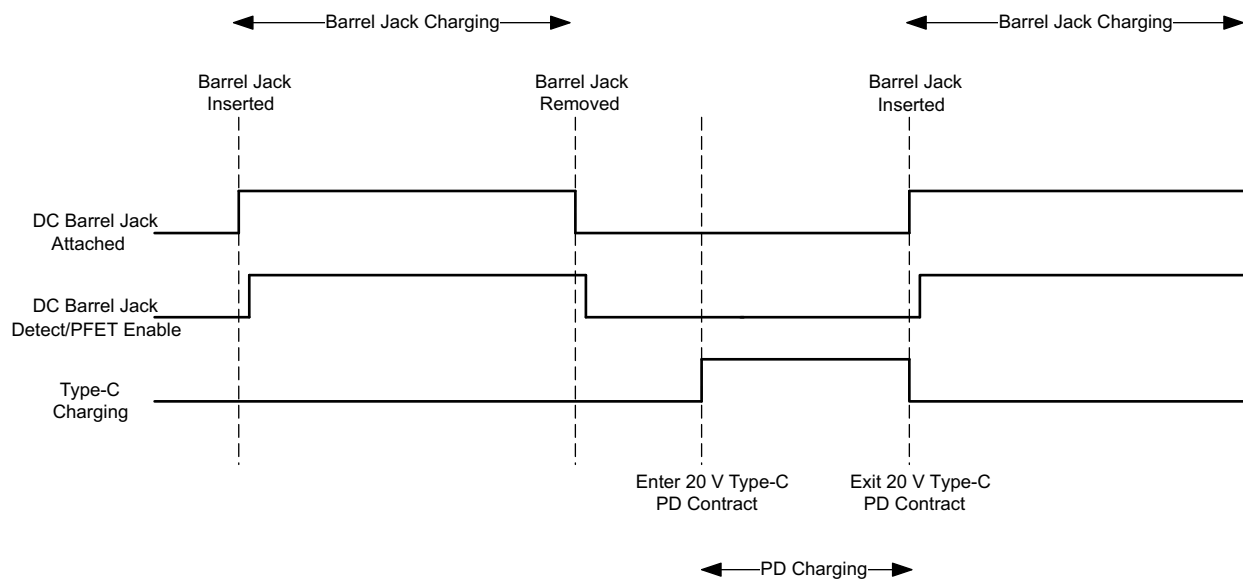 Barrel Jack Charging
Barrel Jack Charging
Barrel Jack
Inserted
Barrel Jack
Removed
Barrel Jack
Inserted
DC Barrel Jack
Attached
DC Barrel Jack
Detect/PFET Enable
Type-C
Charging
Enter 20 V Type-C
PD Contract
Exit 20 V Type-C
PD Contract
PD Charging